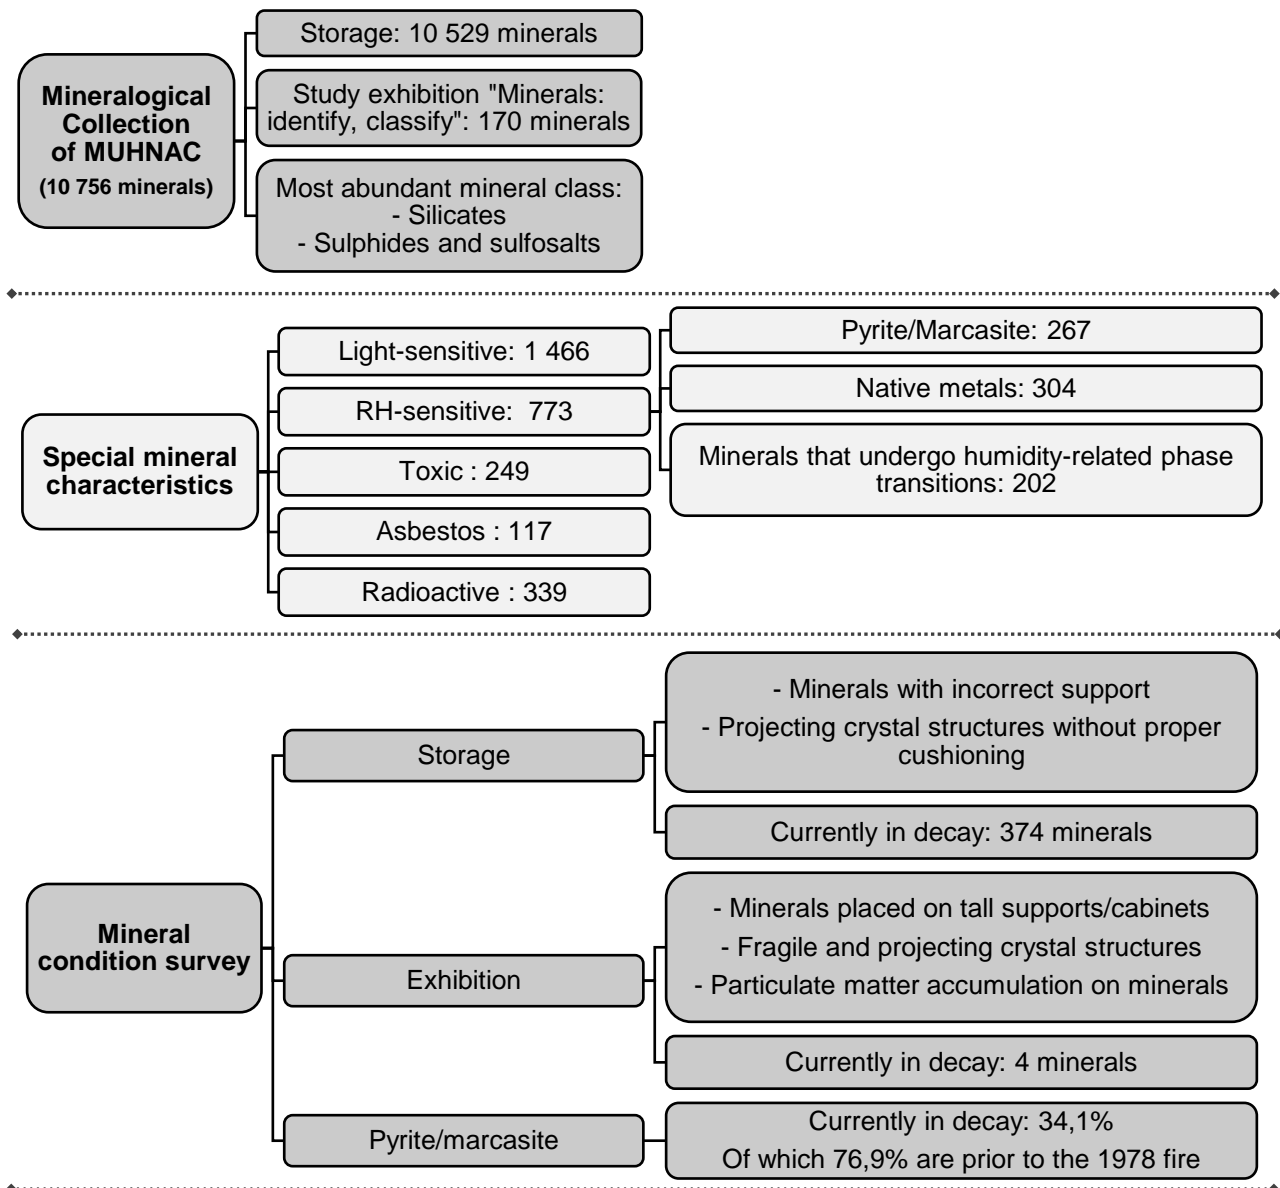 Mineralogical
Collection
of MUHNAC
(10 756 minerals)
Storage: 10 529 minerals
Study exhibition "Minerals:
identify, classify": 170 minerals
Most abundant mineral class:
- Silicates
- Sulphides and sulfosalts
Special mineral
characteristics
Light-sensitive: 1 466
RH-sensitive: 773
Toxic : 249
Asbestos : 117
Radioactive : 339
Pyrite/Marcasite: 267
Native metals: 304
Minerals that undergo humidity-related phase
transitions: 202
Mineral
condition survey
Storage
- Minerals with incorrect support
- Projecting crystal structures without proper
cushioning
Currently in decay: 374 minerals
Exhibition
- Minerals placed on tall supports/cabinets
- Fragile and projecting crystal structures
- Particulate matter accumulation on minerals
Currently in decay: 4 minerals
Pyrite/marcasite
Currently in decay: 34,1%
Of which 76,9% are prior to the 1978 fire